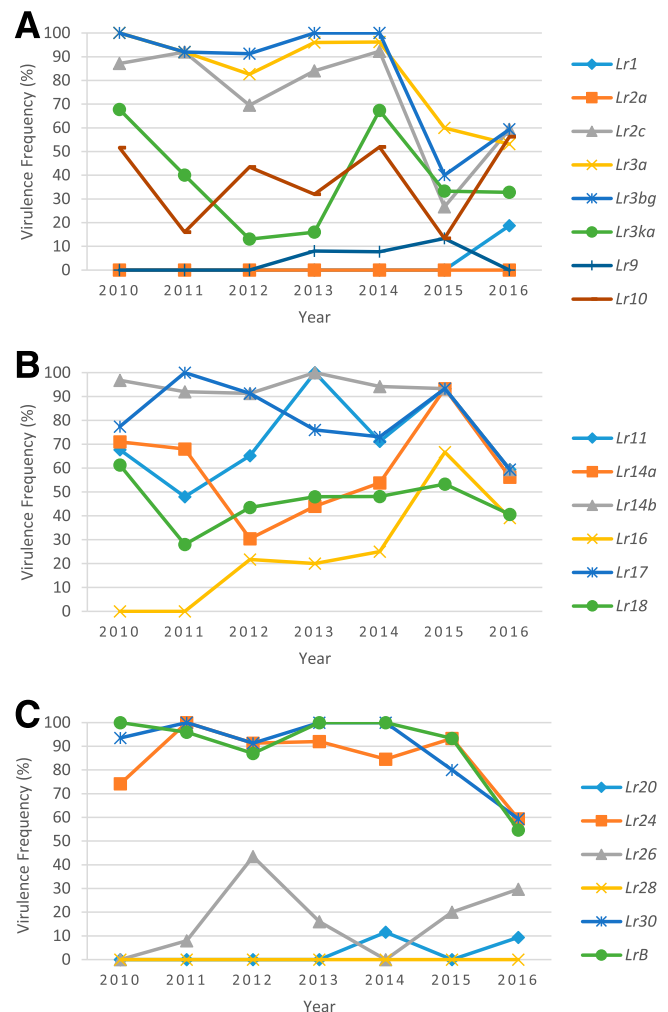 A
Virulence Frequency (%)
100
90
80
70
60
50
40
30
20
10
0
2010 2011 2012 2013 2014 2015 2016
Year
Lr1
Lr2a
Lr2c
Lr3a
Lr3bg
Lr3ka
Lr9
Lr10
B
Virulence Frequency (%)
100
90
80
70
60
50
40
30
20
10
0
2010 2011 2012 2013 2014 2015 2016
Year
Lr11
Lr14a
Lr14b
Lr16
Lr17
Lr18
C
Virulence Frequency (%)
100
90
80
70
60
50
40
30
20
10
0
2010 2011 2012 2013 2014 2015 2016
Year
Lr20
Lr24
Lr26
Lr28
Lr30
LrB